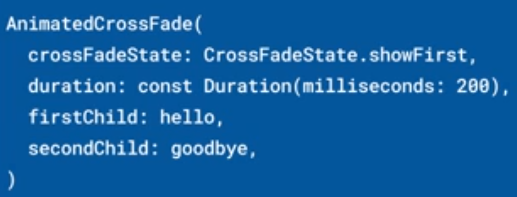 AnimatedCrossFade(
  crossFadeState: CrossFadeState.showFirst,
  duration: const Duration(milliseconds: 200),
  firstChild: hello,
  secondChild: goodbye,
)